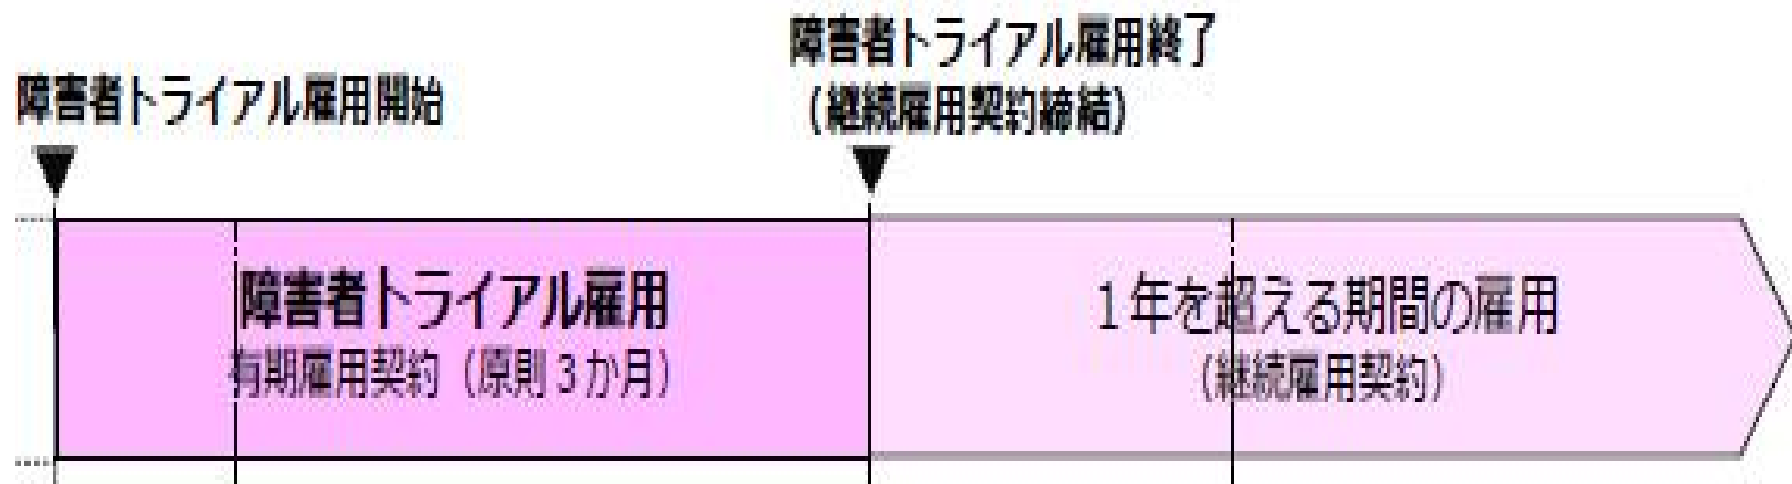 障害者トライアル雇用開始
障害者トライアル雇用終了
（継続雇用契約締結）
障害者トライアル雇用
有期雇用契約（原則３か月）
１年を超える期間の雇用
（継続雇用契約）